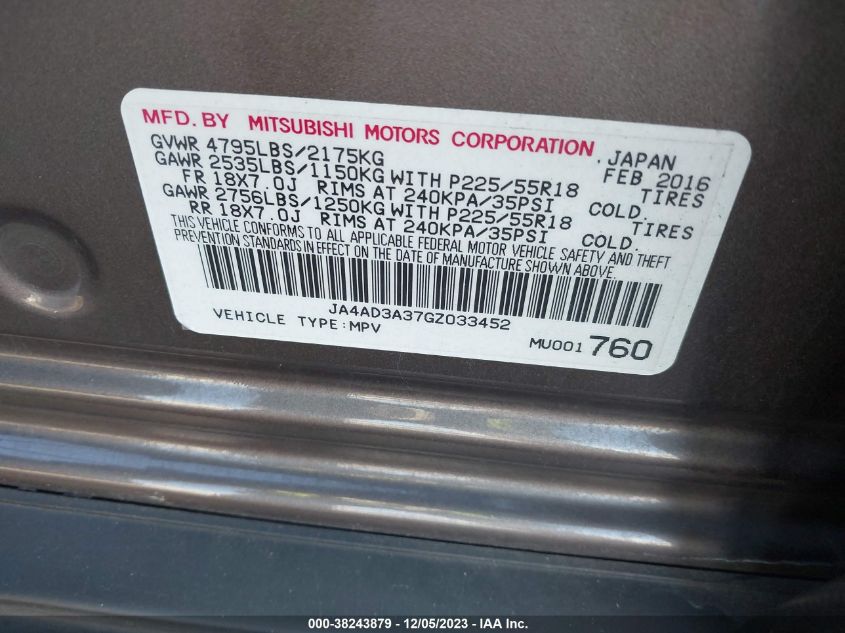 MFD. BY MITSUBISHI MOTORS CORPORATION
GVWR 4795LBS/2175KG , JAPAN
GAWR 2535LBS/1150KG WITH P225/55R18 FEB 2016
FR 18X7.0J RIMS AT 240KPA/35PSI COLD. TIRES
GAWR 2756LBS/1250KG WITH P225/55R18 TIRES
RR 18X7.0J RIMS AT 240KPA/35PSI COLD.
THIS VEHICLE CONFORMS TO ALL APPLICABLE FEDERAL MOTOR VEHICLE SAFETY AND THEFT
PREVENTION STANDARDS IN EFFECT ON THE DATE OF MANUFACTURE SHOWN ABOVE.
JA4AD3A37GZ033452
VEHICLE TYPE:MPV
MU001 760
000-38243879 - 12/05/2023 - IAA Inc.